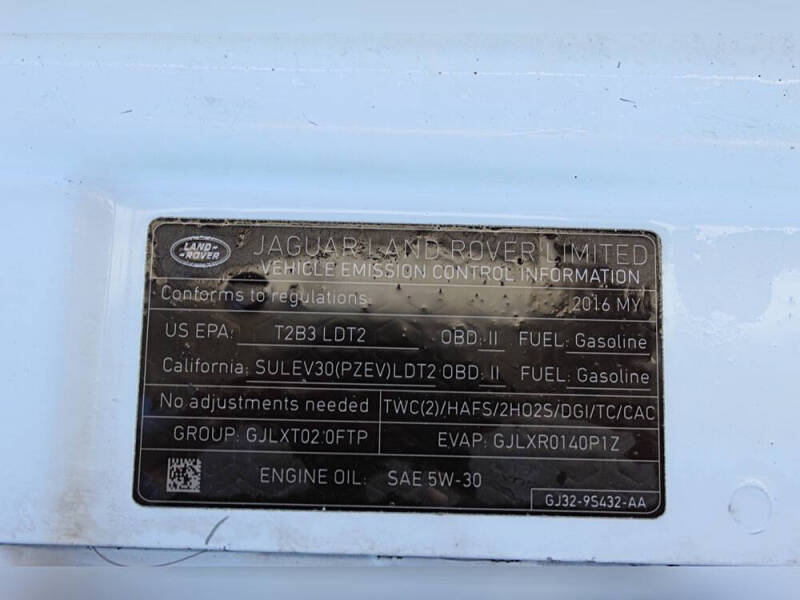 LAND ROVER
JAGUAR LAND ROVER LIMITED
VEHICLE EMISSION CONTROL INFORMATION
Conforms to regulations: 2016 MY
US EPA: T2B3 LDT2 OBD: II FUEL: Gasoline
California: SULEV30(PZEV)LDT2 OBD: II FUEL: Gasoline
No adjustments needed TWC(2)/HAFS/2HO2S/DGI/TC/CAC
GROUP: GJLXT02.0FTP EVAP: GJLXR0140P1Z
ENGINE OIL: SAE 5W-30
GJ32-9S432-AA